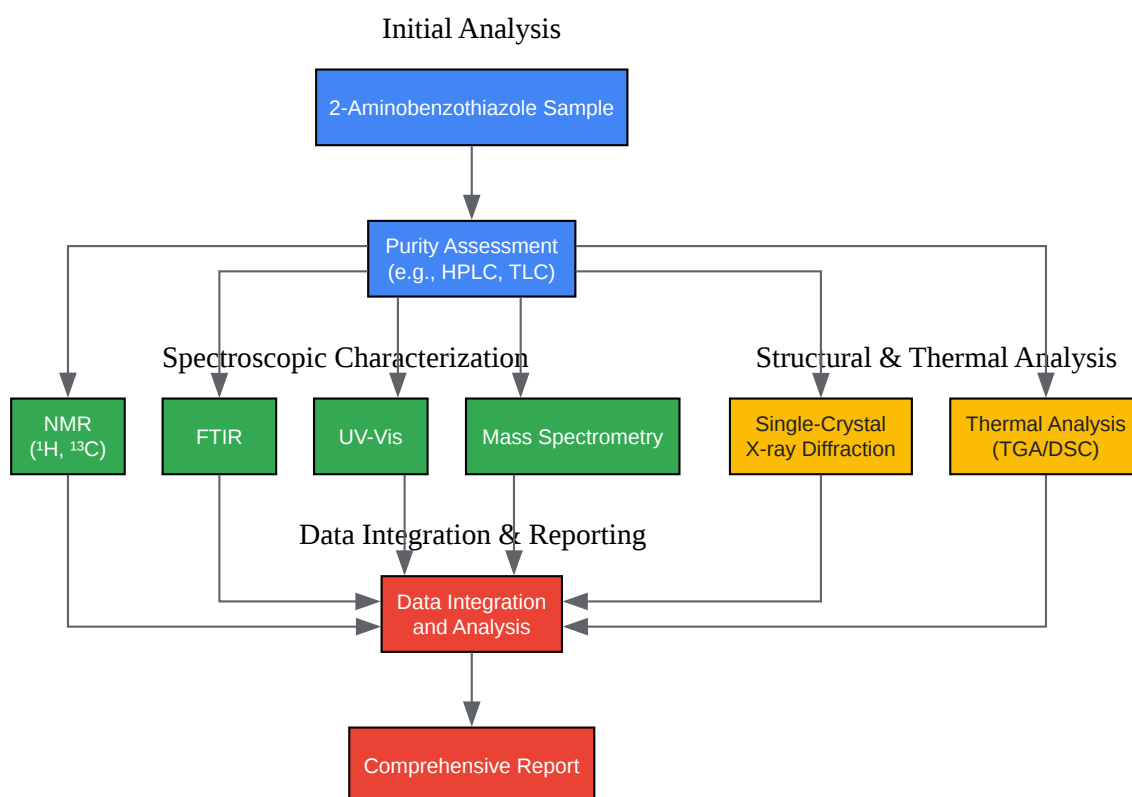 Initial Analysis
2-Aminobenzothiazole Sample
Purity Assessment
(e.g., HPLC, TLC)
Spectroscopic Characterization
Structural & Thermal Analysis
NMR
(¹H, ¹³C)
FTIR
UV-Vis
Mass Spectrometry
Single-Crystal
X-ray Diffraction
Thermal Analysis
(TGA/DSC)
Data Integration & Reporting
Data Integration
and Analysis
Comprehensive Report